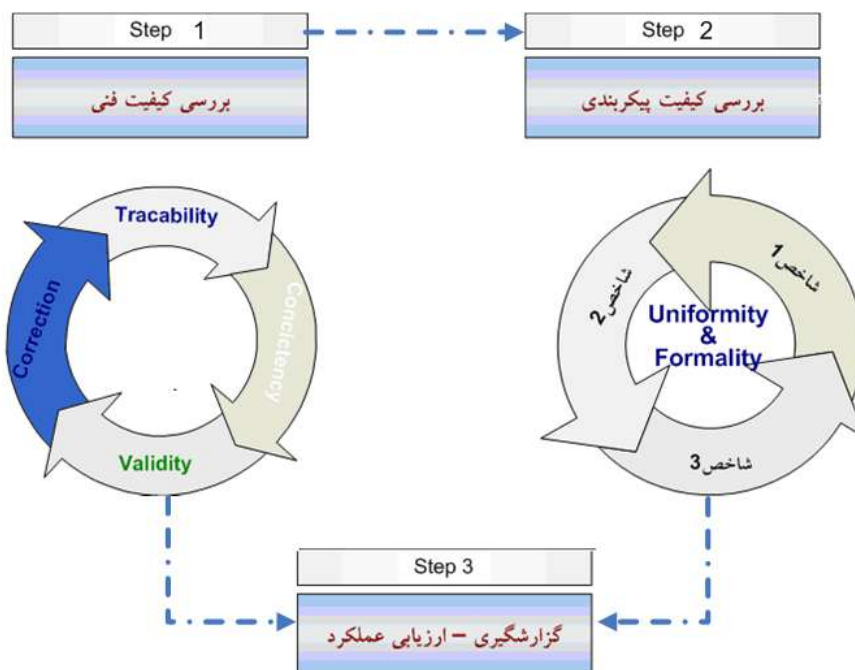 Step 1
بررسی کیفیت فنی
Step 2
بررسی کیفیت پیکربندی
Tracability
Concictency
Validity
Correction
شاخص1
شاخص2
شاخص3
Uniformity
&
Formality
Step 3
گزارشگیری – ارزیابی عملکرد